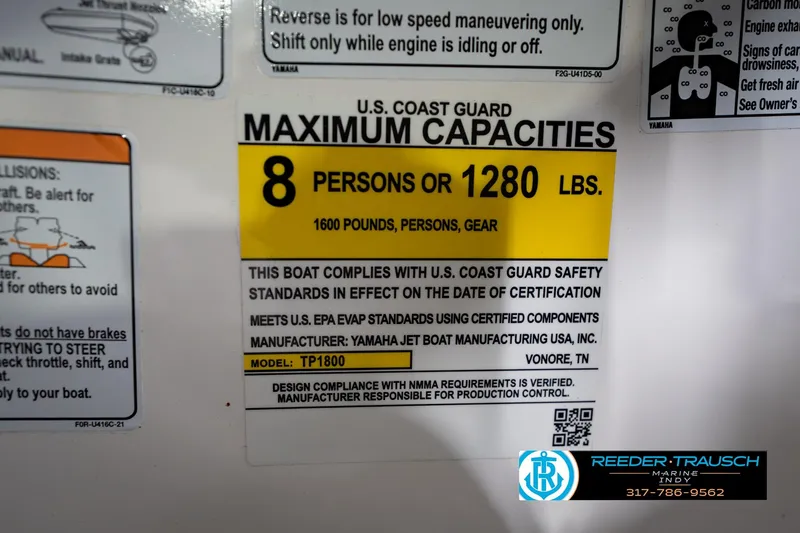 Jet Thrust Nozzle
ANUAL. Intake Grate
F1C-U416C-10
Reverse is for low speed maneuvering only.
Shift only while engine is idling or off.
YAMAHA
F2G-U41D5-00
CO CO CO CO CO CO
Carbon mo
Engine exha
Signs of car
drowsiness,
Get fresh air
See Owner's
YAMAHA
LLISIONS:
raft. Be alert for
others.
ter.
d for others to avoid
ts do not have brakes
TRYING TO STEER
heck throttle, shift, and
t.
ply to your boat.
F0R-U416C-21
U.S. COAST GUARD
MAXIMUM CAPACITIES
8 PERSONS OR 1280 LBS.
1600 POUNDS, PERSONS, GEAR
THIS BOAT COMPLIES WITH U.S. COAST GUARD SAFETY
STANDARDS IN EFFECT ON THE DATE OF CERTIFICATION
MEETS U.S. EPA EVAP STANDARDS USING CERTIFIED COMPONENTS
MANUFACTURER: YAMAHA JET BOAT MANUFACTURING USA, INC.
MODEL: TP1800 VONORE, TN
DESIGN COMPLIANCE WITH NMMA REQUIREMENTS IS VERIFIED.
MANUFACTURER RESPONSIBLE FOR PRODUCTION CONTROL.
REEDER·TRAUSCH
MARINE
INDY
317-786-9562